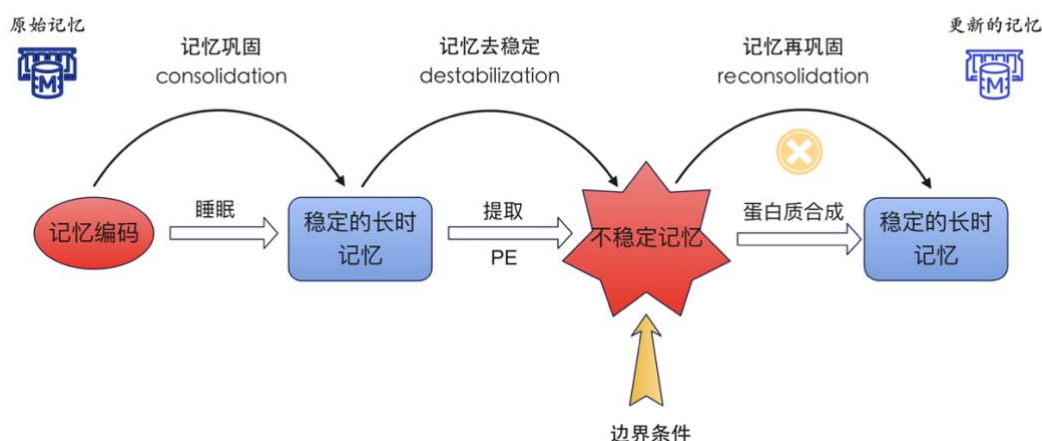 原始记忆
更新的记忆
记忆巩固
consolidation
记忆去稳定
destabilization
记忆再巩固
reconsolidation
M
M
记忆编码
睡眠
稳定的长时
记忆
提取
PE
不稳定记忆
蛋白质合成
稳定的长时
记忆
边界条件